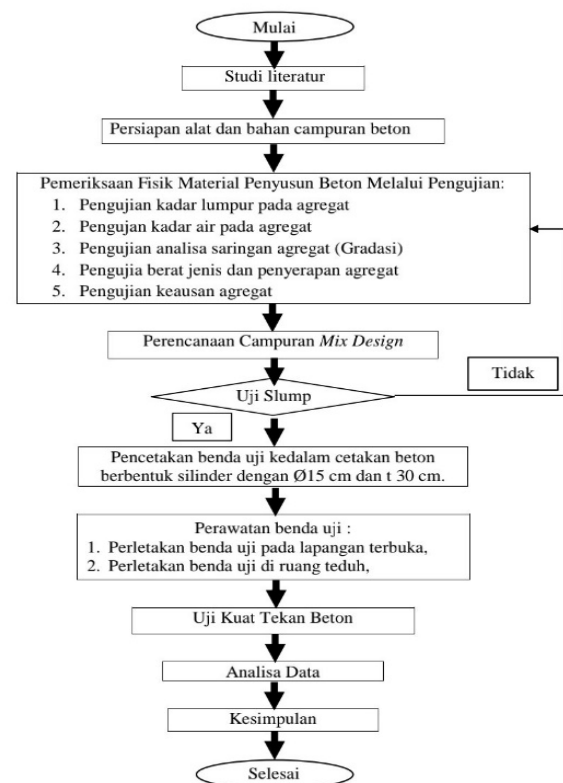 Mulai
Studi literatur
Persiapan alat dan bahan campuran beton
Pemeriksaan Fisik Material Penyusun Beton Melalui Pengujian:
1. Pengujian kadar lumpur pada agregat
2. Pengujan kadar air pada agregat
3. Pengujian analisa saringan agregat (Gradasi)
4. Pengujia berat jenis dan penyerapan agregat
5. Pengujian keausan agregat
Perencanaan Campuran Mix Design
Tidak
Uji Slump
Ya
Pencetakan benda uji kedalam cetakan beton
berbentuk silinder dengan Ø15 cm dan t 30 cm.
Perawatan benda uji :
1. Perletakan benda uji pada lapangan terbuka,
2. Perletakan benda uji di ruang teduh,
Uji Kuat Tekan Beton
Analisa Data
Kesimpulan
Selesai